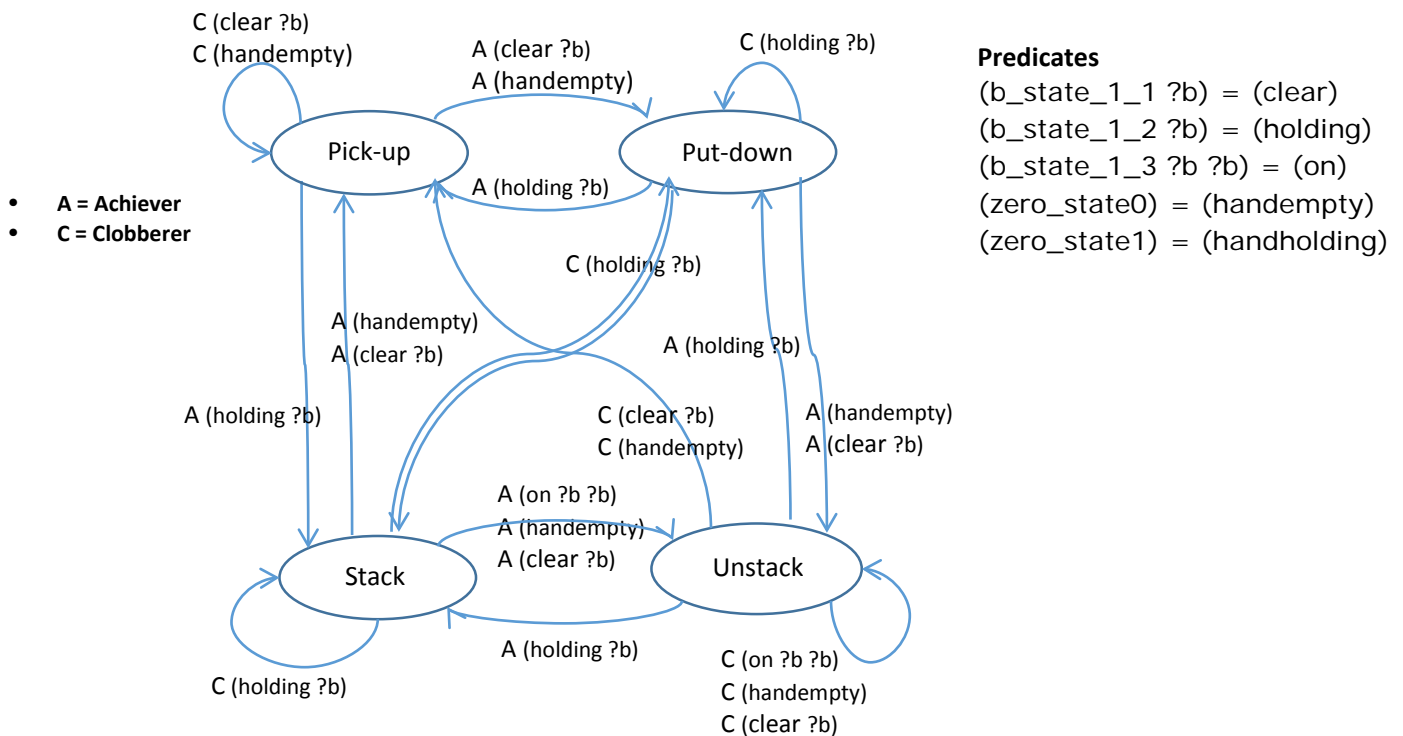 C (clear ?b)
C (handempty)
A (clear ?b)
A (handempty)
C (holding ?b)
Pick-up
Put-down
A (holding ?b)
• A = Achiever
• C = Clobberer
C (holding ?b)
A (handempty)
A (clear ?b)
A (holding ?b)
A (holding ?b)
C (clear ?b)
C (handempty)
A (handempty)
A (clear ?b)
A (on ?b ?b)
A (handempty)
A (clear ?b)
Stack
Unstack
A (holding ?b)
C (holding ?b)
C (on ?b ?b)
C (handempty)
C (clear ?b)
Predicates
(b_state_1_1 ?b) = (clear)
(b_state_1_2 ?b) = (holding)
(b_state_1_3 ?b ?b) = (on)
(zero_state0) = (handempty)
(zero_state1) = (handholding)